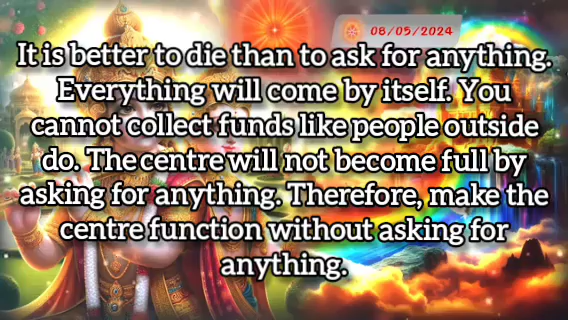 08/05/2024
It is better to die than to ask for anything.
Everything will come by itself. You
cannot collect funds like people outside
do. The centre will not become full by
asking for anything. Therefore, make the
centre function without asking for
anything.